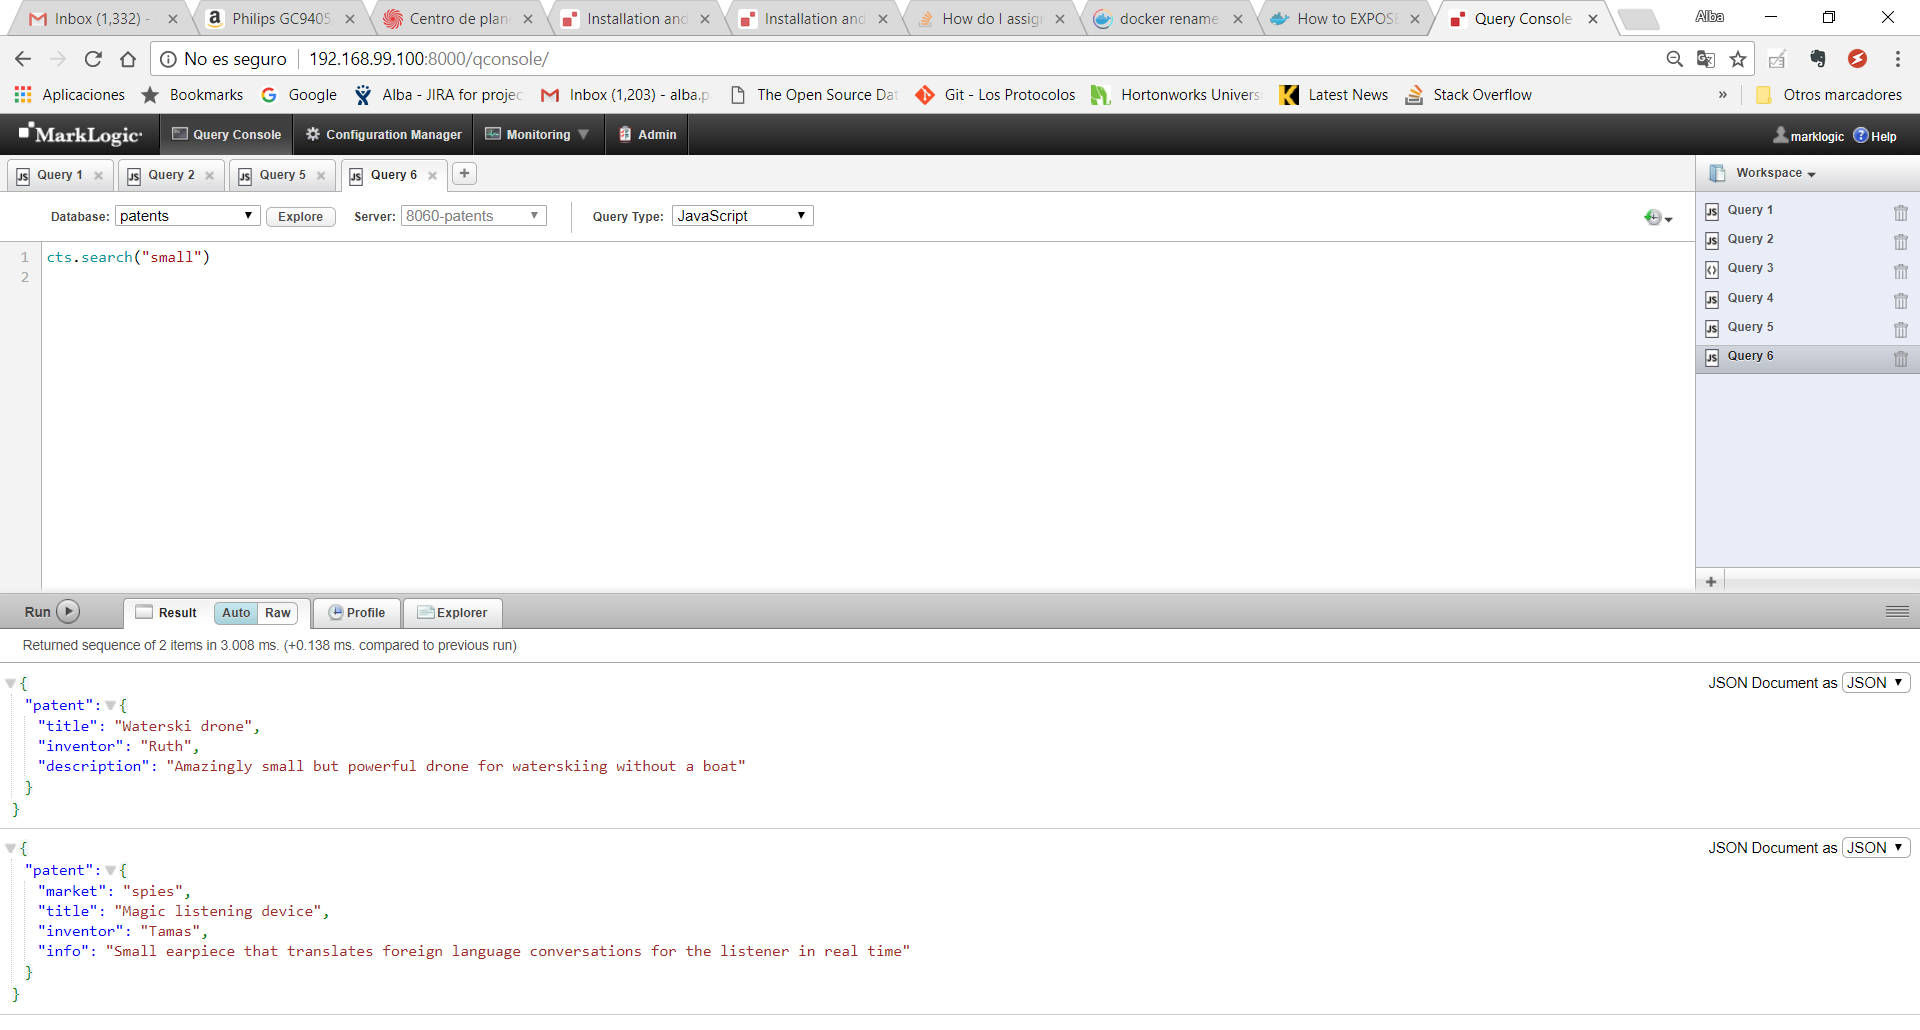 Inbox (1,332) -
Philips GC9405
Centro de plan
Installation and
Installation and
How do I assig
docker rename
How to EXPOSE
Query Console
Alba
No es seguro
192.168.99.100:8000/qconsole/
Aplicaciones
Bookmarks
Google
Alba - JIRA for projec
Inbox (1,203) - alba.p
The Open Source Dat
Git - Los Protocolos
Hortonworks Universi
Latest News
Stack Overflow
»
Otros marcadores
MarkLogic
Query Console
Configuration Manager
Monitoring
Admin
marklogic
Help
Query 1
Query 2
Query 5
Query 6
Workspace
Database: patents
Explore
Server: 8060-patents
Query Type: JavaScript
1 cts.search("small")
2
Query 1
Query 2
Query 3
Query 4
Query 5
Query 6
Run
Result
Auto
Raw
Profile
Explorer
Returned sequence of 2 items in 3.008 ms. (+0.138 ms. compared to previous run)
JSON Document as JSON
{
"patent": {
"title": "Waterski drone",
"inventor": "Ruth",
"description": "Amazingly small but powerful drone for waterskiing without a boat"
}
}
JSON Document as JSON
{
"patent": {
"market": "spies",
"title": "Magic listening device",
"inventor": "Tamas",
"info": "Small earpiece that translates foreign language conversations for the listener in real time"
}
}